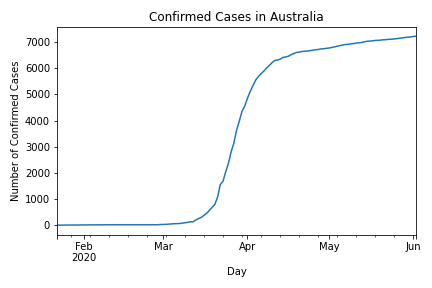 Confirmed Cases in Australia
Number of Confirmed Cases
7000
6000
5000
4000
3000
2000
1000
0
Feb
2020
Mar
Apr
May
Jun
Day